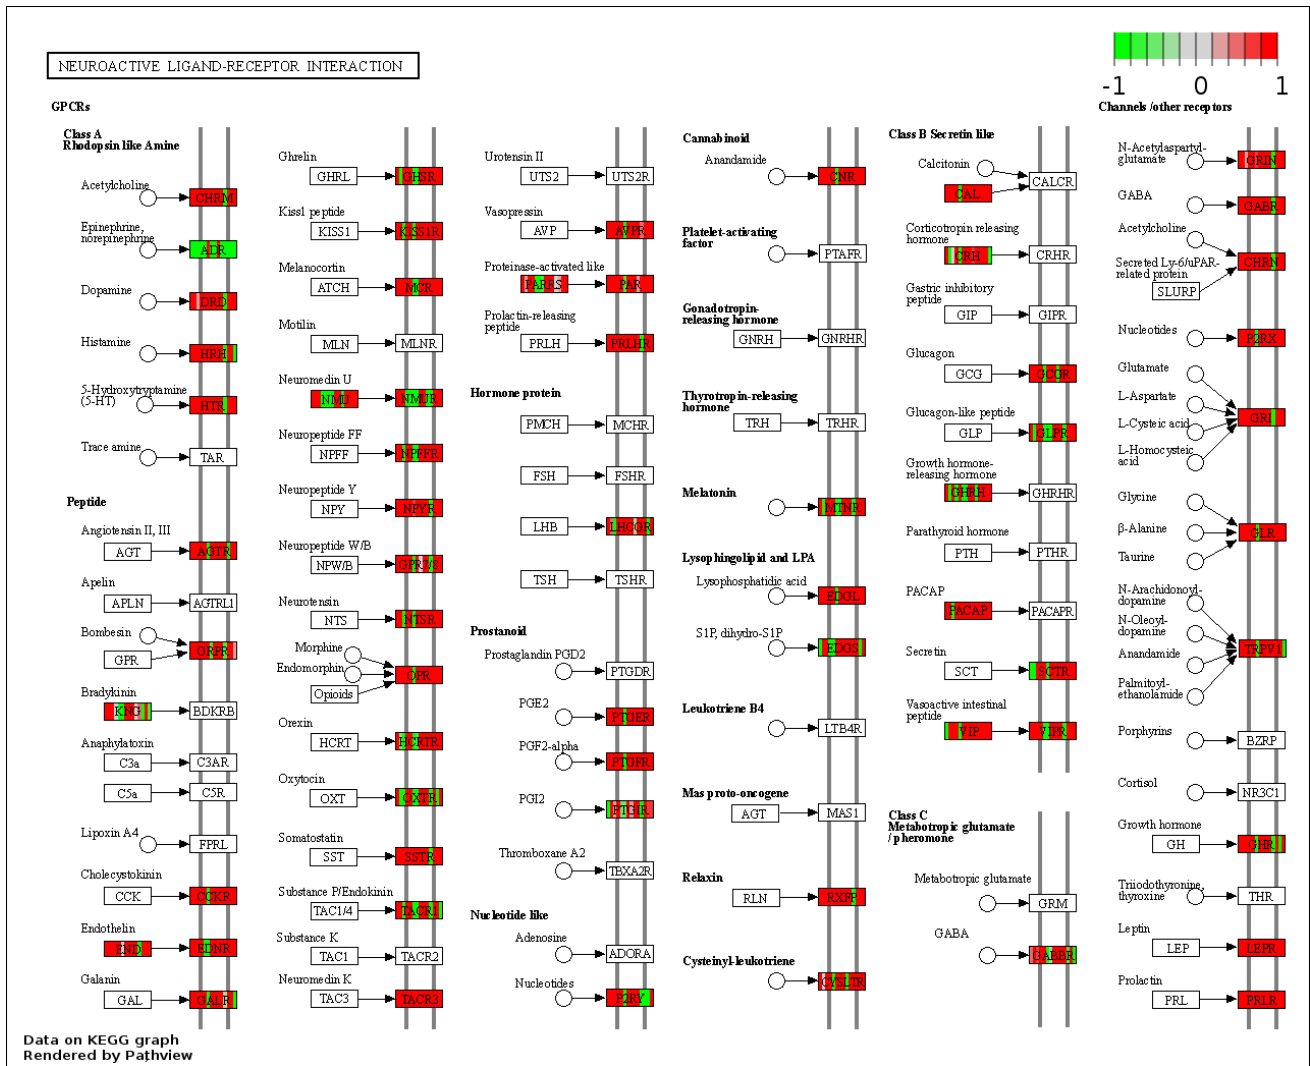 NEUROACTIVE LIGAND-RECEPTOR INTERACTION
-1 0 1
GPCRs
Class A
Rhodopsin like Amine
Acetylcholine
CHRM
Epinephrine,
norepinephrine
ADR
Dopamine
DRD
Histamine
HRH
5-Hydroxytryptamine
(5-HT)
HTR
Trace amine
TAR
Peptide
Angiotensin II, III
AGT
AGTR
Apelin
APLN
AGTRL1
Bombesin
GPR
GRPR
Bradykinin
KNG
BDKRB
Anaphylatoxin
C3a
C3AR
C5a
C5R
Lipoxin A4
FPRL
Cholecystokinin
CCK
CCKR
Endothelin
END
EDNR
Galanin
GAL
GALR
Ghrelin
GHRL
GHSR
Kiss1 peptide
KISS1
KISS1R
Melanocortin
ATCH
MCR
Motilin
MLN
MLNR
Neuromedin U
NMU
NMUR
Neuropeptide FF
NPFF
NPFFR
Neuropeptide Y
NPY
NPYR
Neuropeptide W/B
NPW/B
GPR7/8
Neurotensin
NTS
NTSR
Morphine
Endomorphin
Opioids
OPR
Orexin
HCRT
HCRTR
Oxytocin
OXT
OXTR
Somatostatin
SST
SSTR
Substance P/Endokinin
TAC1/4
TACR1
Substance K
TAC1
TACR2
Neuromedin K
TAC3
TACR3
Urotensin II
UTS2
UTS2R
Vasopressin
AVP
AVPR
Proteinase-activated like
PARRS
PAR
Prolactin-releasing
peptide
PRLH
PRLHR
Hormone protein
PMCH
MCHR
FSH
FSHR
LHB
LHCGR
TSH
TSHR
Prostanoid
Prostaglandin PGD2
PTGDR
PGE2
PTGER
PGF2-alpha
PTGFR
PGI2
PTGIR
Thromboxane A2
TBXA2R
Nucleotide like
Adenosine
ADORA
Nucleotides
P2RY
Cannabinoid
Anandamide
CNR
Platelet-activating
factor
PTAFR
Gonadotropin-
releasing hormone
GNRH
GNRHR
Thyrotropin-releasing
hormone
TRH
TRHR
Melatonin
MTNR
Lysophingolipid and LPA
Lysophosphatidic acid
EDGL
S1P, dihydro-S1P
EDGS
Leukotriene B4
LTB4R
Mas proto-oncogene
AGT
MAS1
Relaxin
RLN
RXFP
Cysteinyl-leukotriene
CYSLTR
Class B Secretin like
Calcitonin
CAL
CALCR
Corticotropin releasing
hormone
CRH
CRHR
Gastric inhibitory
peptide
GIP
GIPR
Glucagon
GCG
GCGR
Glucagon-like peptide
GLP
GLPR
Growth hormone-
releasing hormone
GHRH
GHRHR
Parathyroid hormone
PTH
PTHR
PACAP
PACAP
PACAPR
Secretin
SCT
SCTR
Vasoactive intestinal
peptide
VIP
VIPR
Class C
Metabotropic glutamate
/ pheromone
Metabotropic glutamate
GRM
GABA
GABBR
Channels /other receptors
N-Acetylaspartyl-
glutamate
GRIN
GABA
GABR
Acetylcholine
Secreted Ly-6/uPAR-
related protein
SLURP
CHRN
Nucleotides
P2RX
Glutamate
L-Aspartate
L-Cysteic acid
L-Homocysteic
acid
GRI
Glycine
β-Alanine
Taurine
GLR
N-Arachidonoyl-
dopamine
N-Oleoyl-
dopamine
Anandamide
Palmitoyl-
ethanolamide
TRPV1
Porphyrins
BZRP
Cortisol
NR3C1
Growth hormone
GH
GHR
Triiodothyronine,
thyroxine
THR
Leptin
LEP
LEPR
Prolactin
PRL
PRLR
Data on KEGG graph
Rendered by Pathview